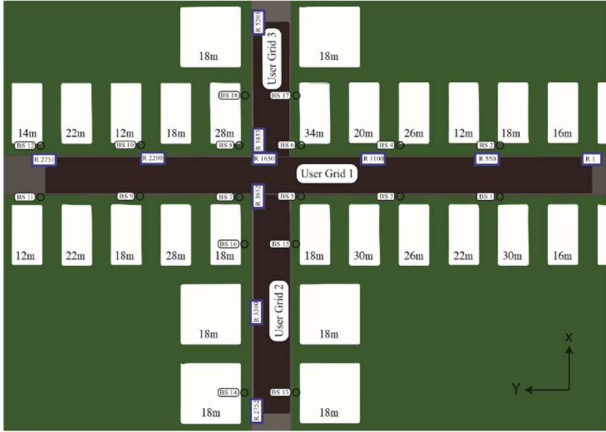 R 5203
18m
18m
User Grid 3
BS 18
BS 17
14m
22m
12m
18m
28m
34m
20m
26m
12m
18m
16m
BS 12
BS 10
BS 8
R 3853
BS 6
BS 4
BS 2
R 2751
R 2200
R 1650
R 1100
R 550
R 1
User Grid 1
BS 11
BS 9
BS 7
R 3852
BS 5
BS 3
BS 1
BS 16
BS 15
12m
22m
18m
28m
18m
18m
30m
26m
22m
30m
16m
User Grid 2
18m
18m
X
Y
BS 14
BS 13
R 2752
18m
18m